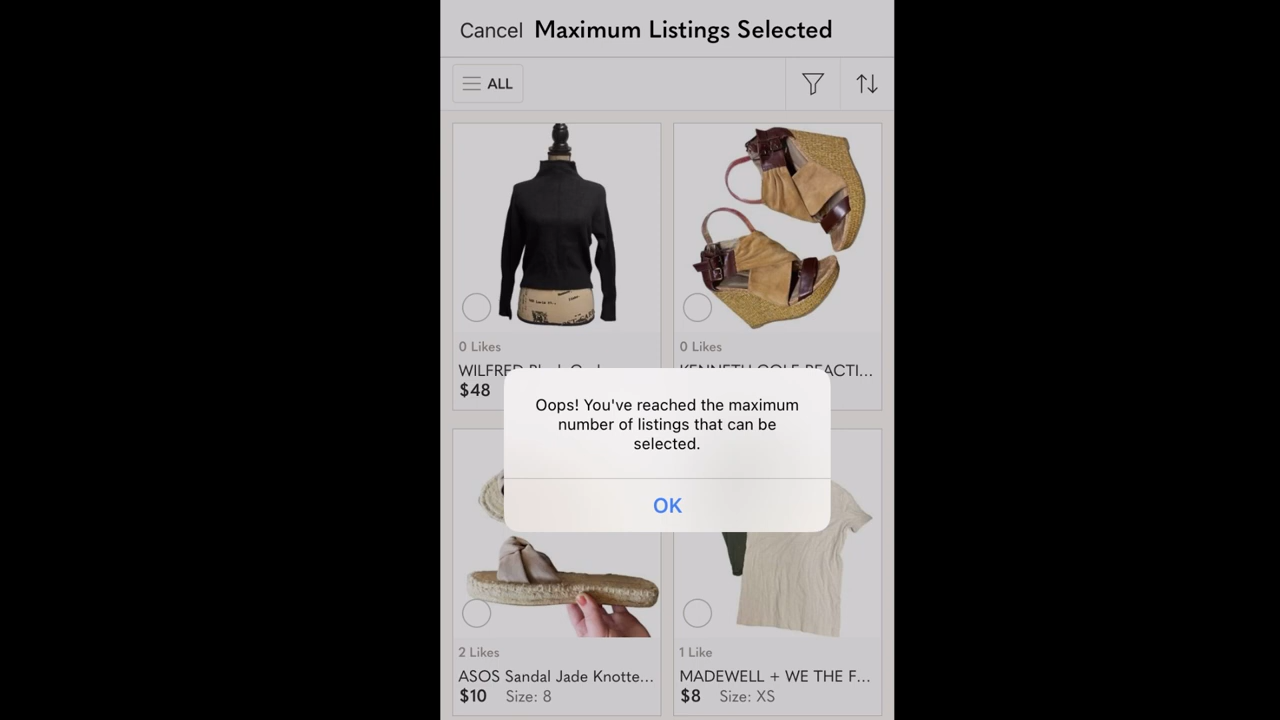 Cancel Maximum Listings Selected
ALL
0 Likes
0 Likes
WILFRED Black
KENNETH COLE REACTI...
$48
Oops! You've reached the maximum
number of listings that can be
selected.
OK
2 Likes
1 Like
ASOS Sandal Jade Knotte...
MADEWELL + WE THE F...
$10 Size: 8
$8 Size: XS